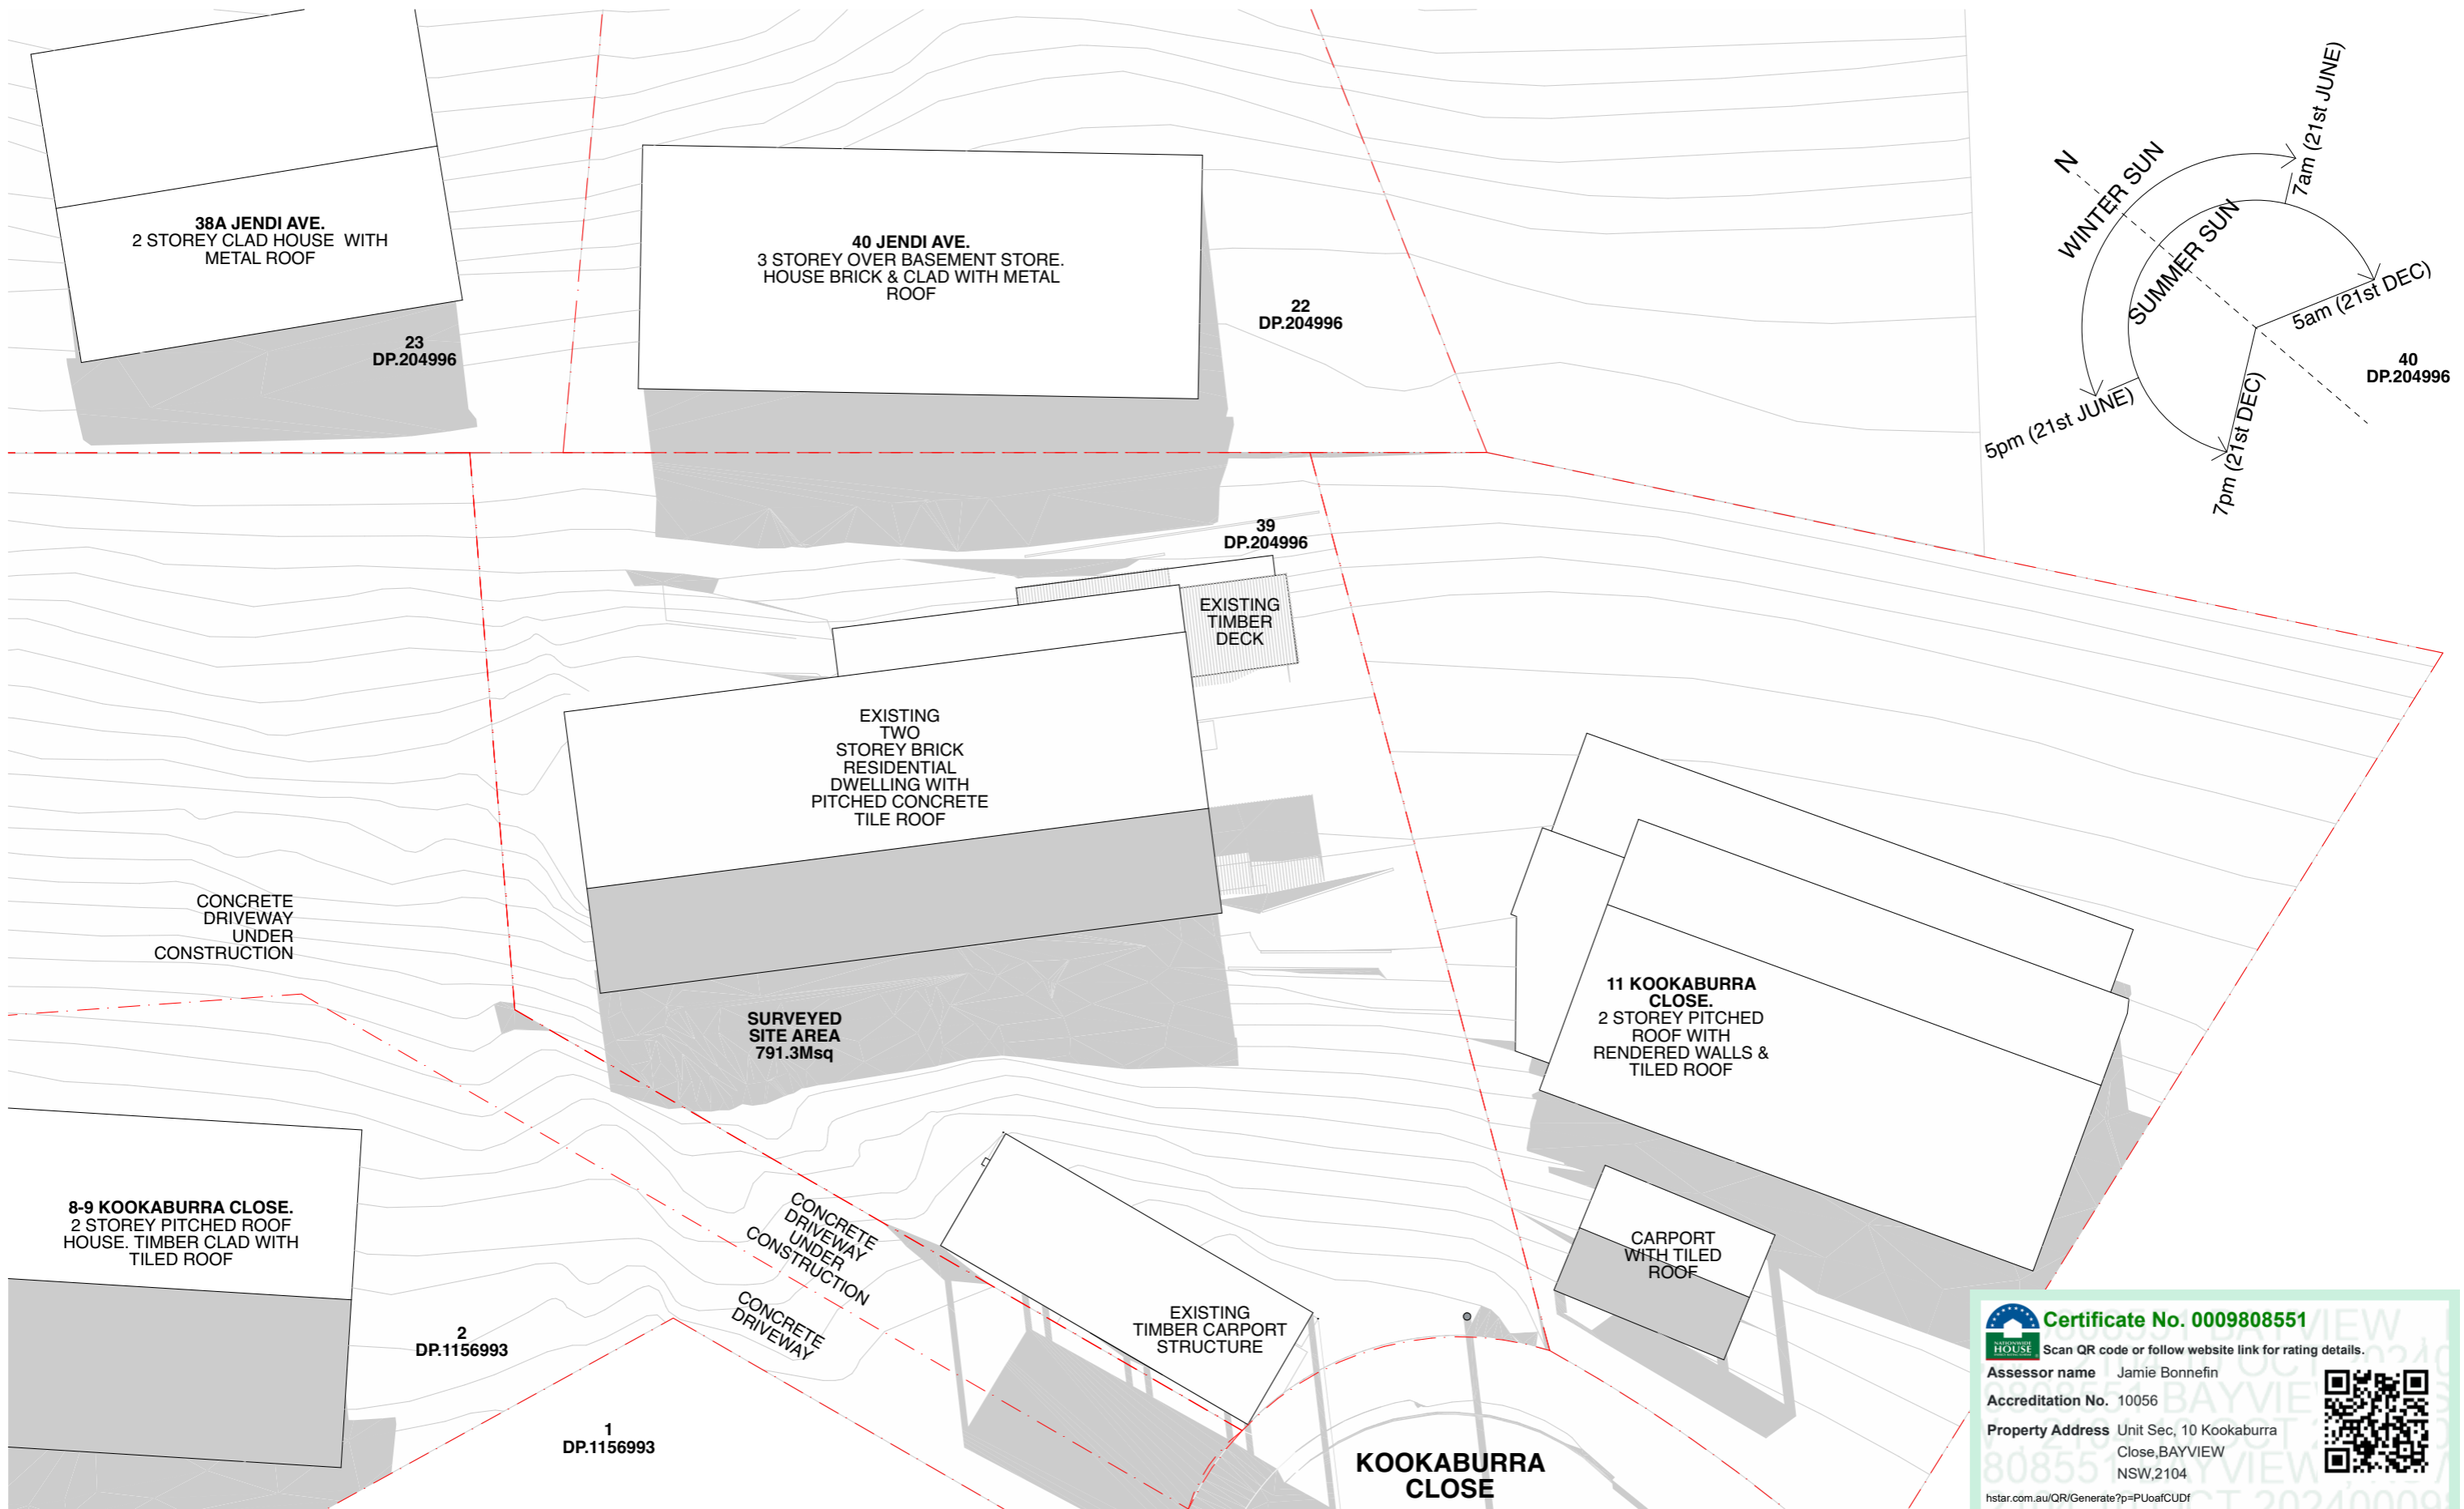 38A JENDI AVE.
2 STOREY CLAD HOUSE WITH
METAL ROOF
23
DP.204996
40 JENDI AVE.
3 STOREY OVER BASEMENT STORE.
HOUSE BRICK & CLAD WITH METAL
ROOF
22
DP.204996
N
WINTER SUN
SUMMER SUN
7am (21st JUNE)
5am (21st DEC)
5pm (21st JUNE)
7pm (21st DEC)
40
DP.204996
39
DP.204996
EXISTING
TIMBER
DECK
EXISTING
TWO
STOREY BRICK
RESIDENTIAL
DWELLING WITH
PITCHED CONCRETE
TILE ROOF
CONCRETE
DRIVEWAY
UNDER
CONSTRUCTION
SURVEYED
SITE AREA
791.3Msq
11 KOOKABURRA
CLOSE.
2 STOREY PITCHED
ROOF WITH
RENDERED WALLS &
TILED ROOF
8-9 KOOKABURRA CLOSE.
2 STOREY PITCHED ROOF
HOUSE. TIMBER CLAD WITH
TILED ROOF
CONCRETE
DRIVEWAY
UNDER
CONSTRUCTION
CONCRETE
DRIVEWAY
CARPORT
WITH TILED
ROOF
EXISTING
TIMBER CARPORT
STRUCTURE
2
DP.1156993
1
DP.1156993
KOOKABURRA
CLOSE
NATIONWIDE
HOUSE
Certificate No. 0009808551
Scan QR code or follow website link for rating details.
Assessor name Jamie Bonnefin
Accreditation No. 10056
Property Address Unit Sec, 10 Kookaburra
Close,BAYVIEW
NSW,2104
hstar.com.au/QR/Generate?p=PUoafCUDf